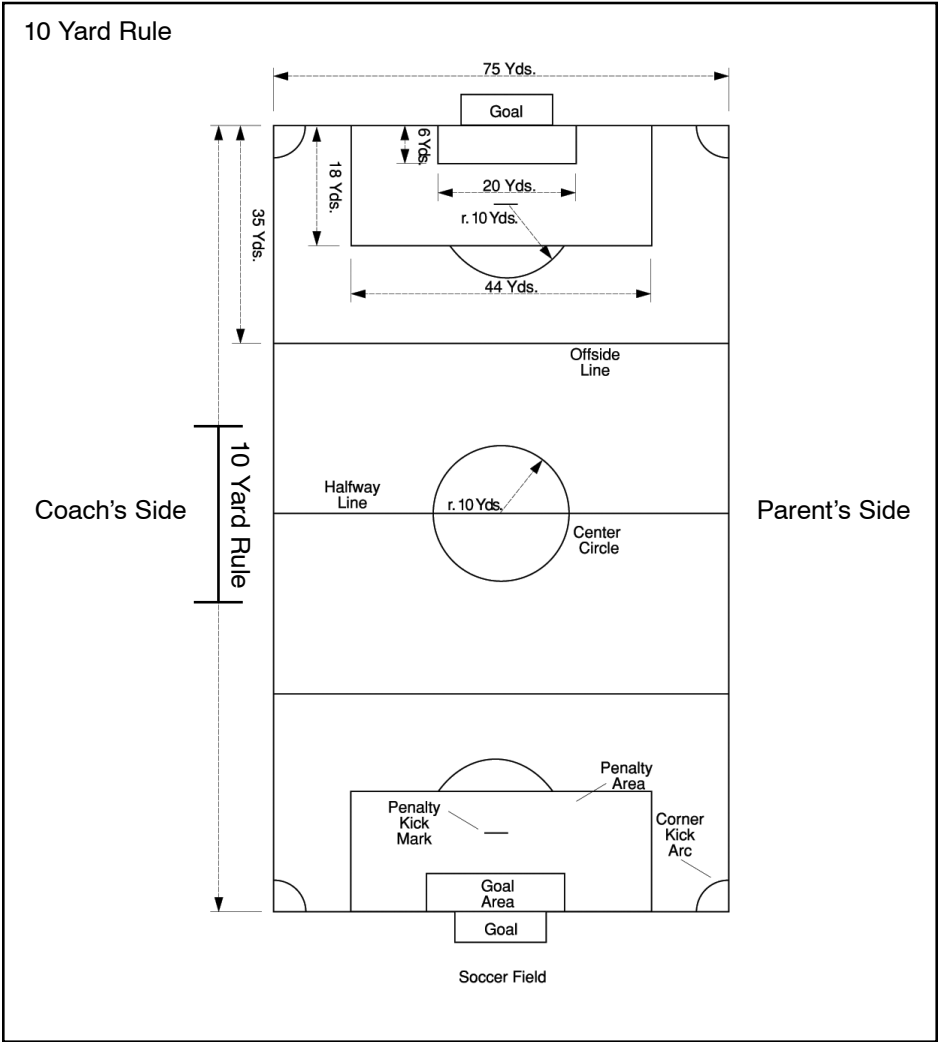 10 Yard Rule
75 Yds.
Goal
6 Yds.
18 Yds.
20 Yds.
r. 10 Yds.
35 Yds.
44 Yds.
Offside
Line
10 Yard Rule
Halfway
Line
r. 10 Yds.
Coach's Side
Parent's Side
Center
Circle
Penalty
Area
Penalty
Kick
Mark
Corner
Kick
Arc
Goal
Area
Goal
Soccer Field